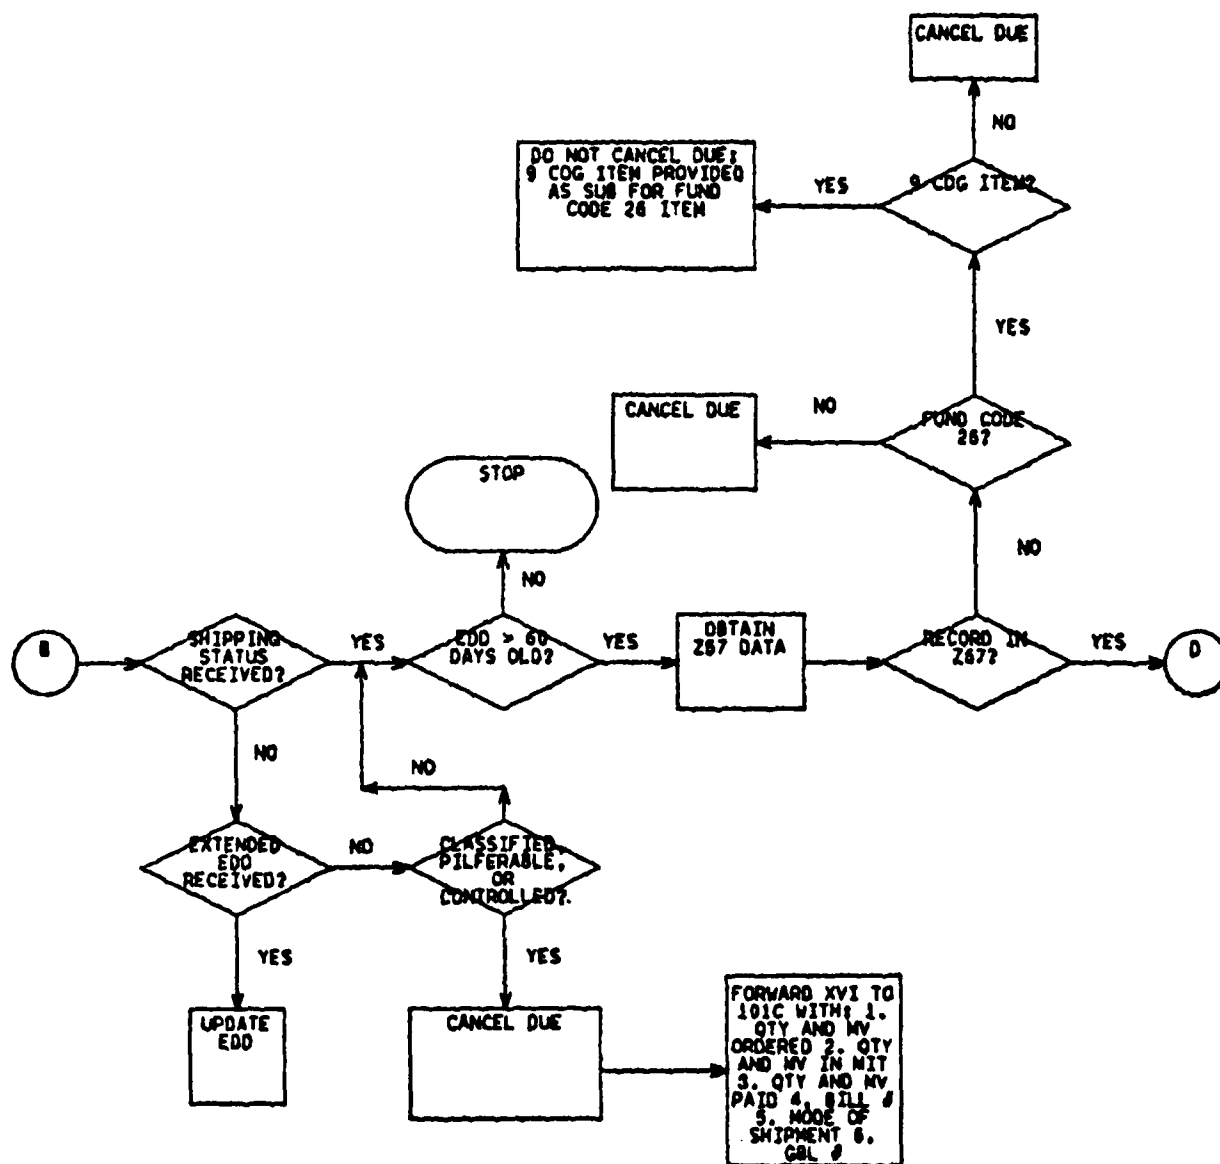 CANCEL DUE
NO
DO NOT CANCEL DUE:
9 CDG ITEM PROVIDED
AS SUB FOR FUND
CODE 26 ITEM
YES
9 CDG ITEM?
YES
CANCEL DUE
NO
FUND CODE
26?
STOP
NO
NO
SHIPPING
STATUS
RECEIVED?
YES
EDD > 60
DAYS OLD?
YES
OBTAIN
Z67 DATA
RECORD IN
Z67?
YES
D
NO
NO
EXTENDED
EDD
RECEIVED?
NO
CLASSIFIED,
PILFERABLE,
OR
CONTROLLED?.
YES
YES
UPDATE
EDD
CANCEL DUE
FORWARD XVI TO
101C WITH: 1.
QTY AND MV
ORDERED 2. QTY
AND MV IN MIT
3. QTY AND MV
PAID 4. BILL #
5. MODE OF
SHIPMENT 6.
GBL #